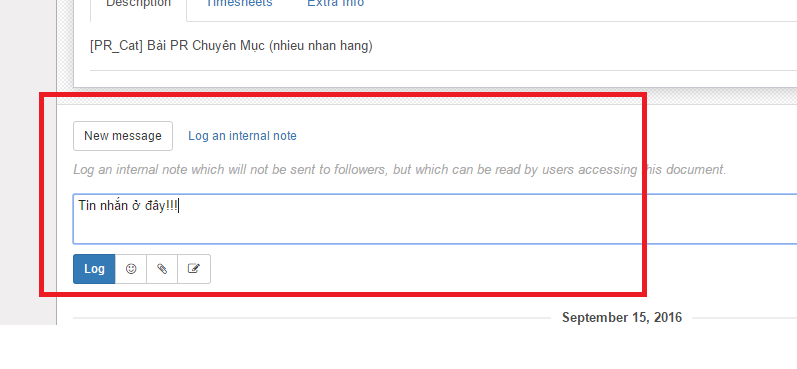 Description Timesheets Extra Info
[PR_Cat] Bài PR Chuyên Mục (nhieu nhan hang)
New message Log an internal note
Log an internal note which will not be sent to followers, but which can be read by users accessing this document.
Tin nhắn ở đây!!!
Log
September 15, 2016